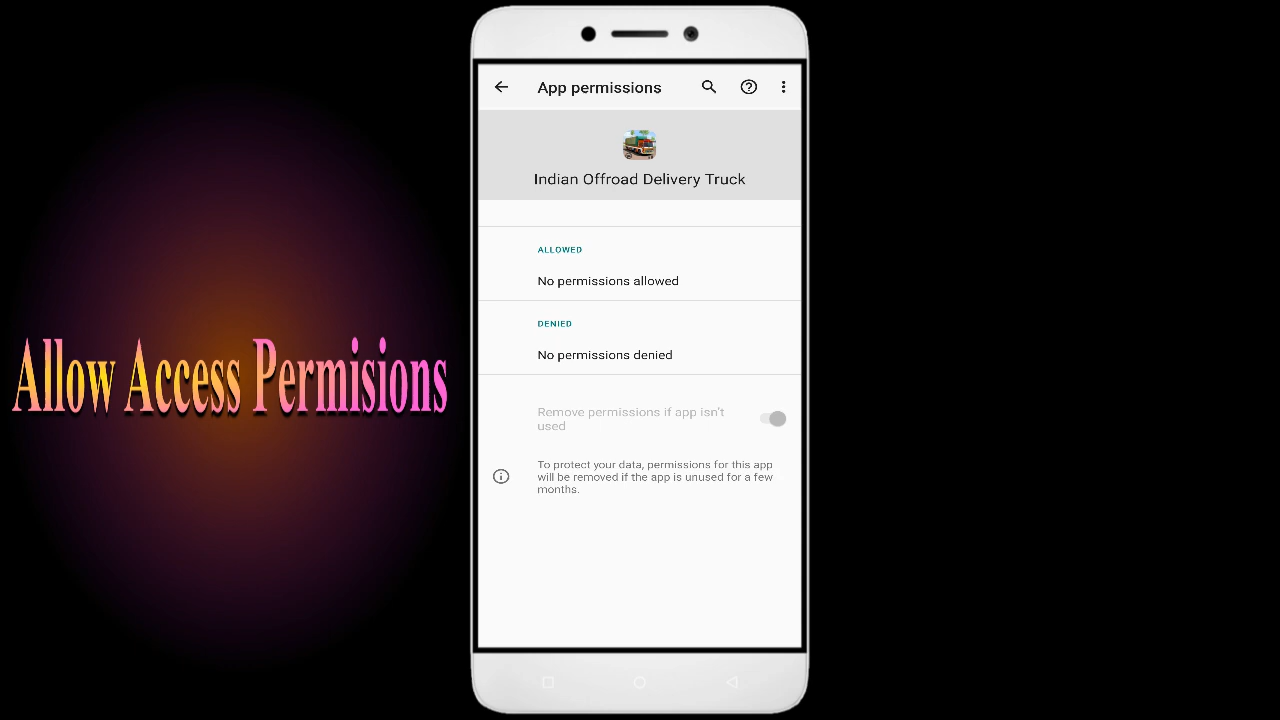 App permissions
Indian Offroad Delivery Truck
ALLOWED
No permissions allowed
DENIED
No permissions denied
Remove permissions if app isn't
used
To protect your data, permissions for this app
will be removed if the app is unused for a few
months.
Allow Access Permisions